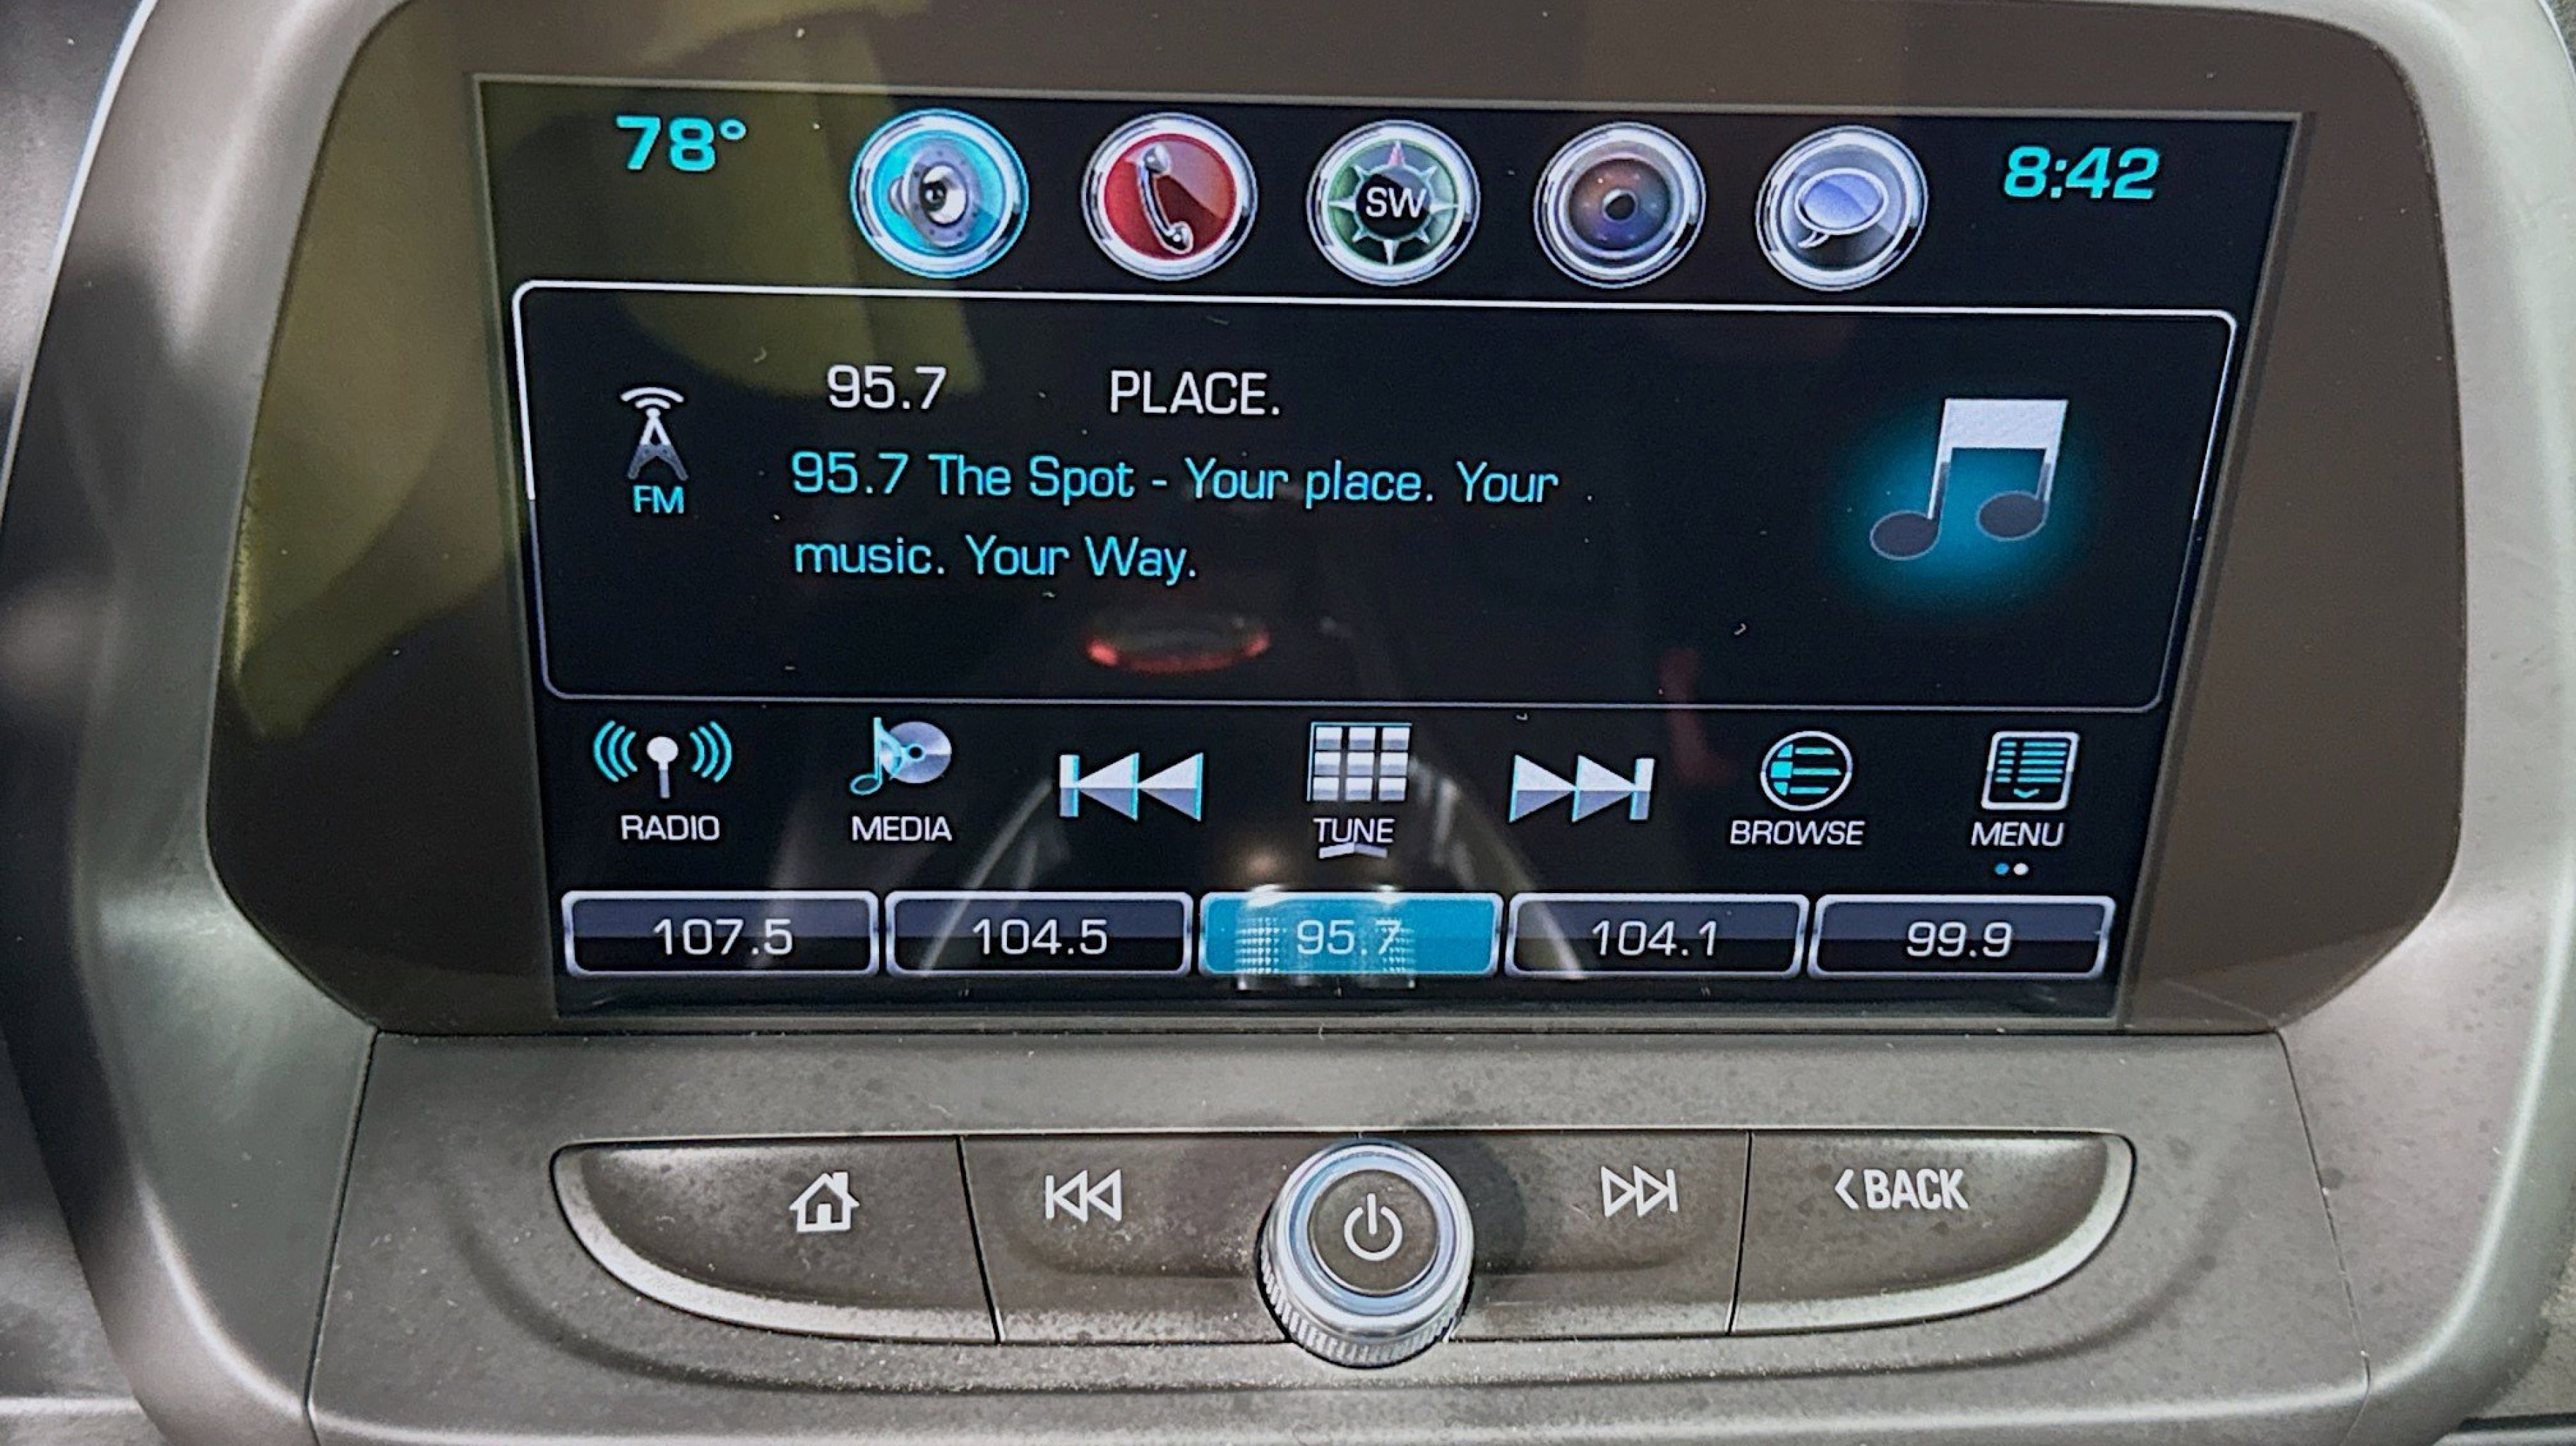 78°
SW
8:42
95.7 PLACE.
FM
95.7 The Spot - Your place. Your
music. Your Way.
RADIO
MEDIA
TUNE
BROWSE
MENU
107.5
104.5
95.7
104.1
99.9
<BACK